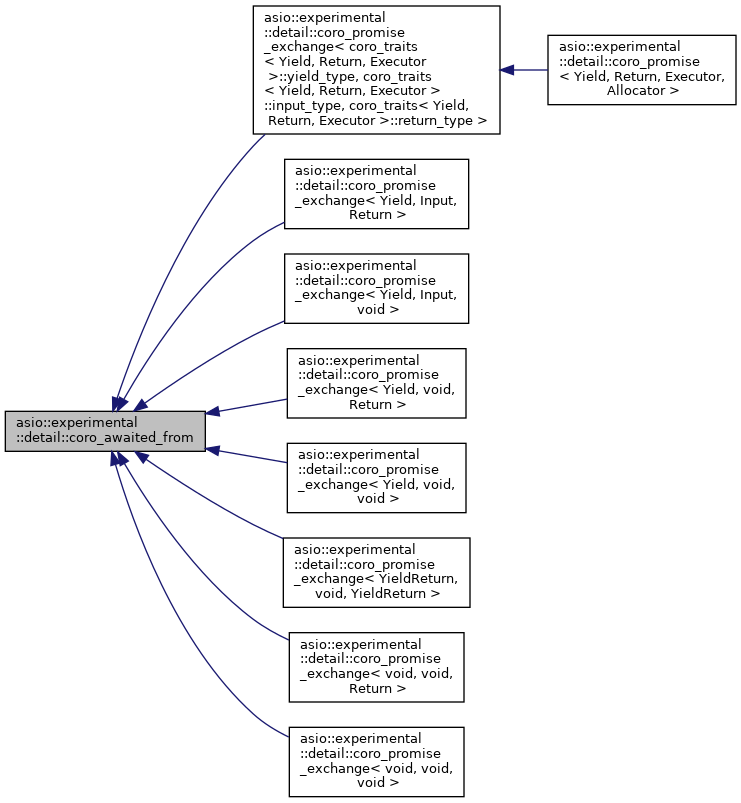 asio::experimental
::detail::coro_promise
_exchange< coro_traits
< Yield, Return, Executor
>::yield_type, coro_traits
< Yield, Return, Executor >
::input_type, coro_traits< Yield,
Return, Executor >::return_type >
asio::experimental
::detail::coro_promise
< Yield, Return, Executor,
Allocator >
asio::experimental
::detail::coro_promise
_exchange< Yield, Input,
Return >
asio::experimental
::detail::coro_promise
_exchange< Yield, Input,
void >
asio::experimental
::detail::coro_promise
_exchange< Yield, void,
Return >
asio::experimental
::detail::coro_awaited_from
asio::experimental
::detail::coro_promise
_exchange< Yield, void,
void >
asio::experimental
::detail::coro_promise
_exchange< YieldReturn,
void, YieldReturn >
asio::experimental
::detail::coro_promise
_exchange< void, void,
Return >
asio::experimental
::detail::coro_promise
_exchange< void, void,
void >